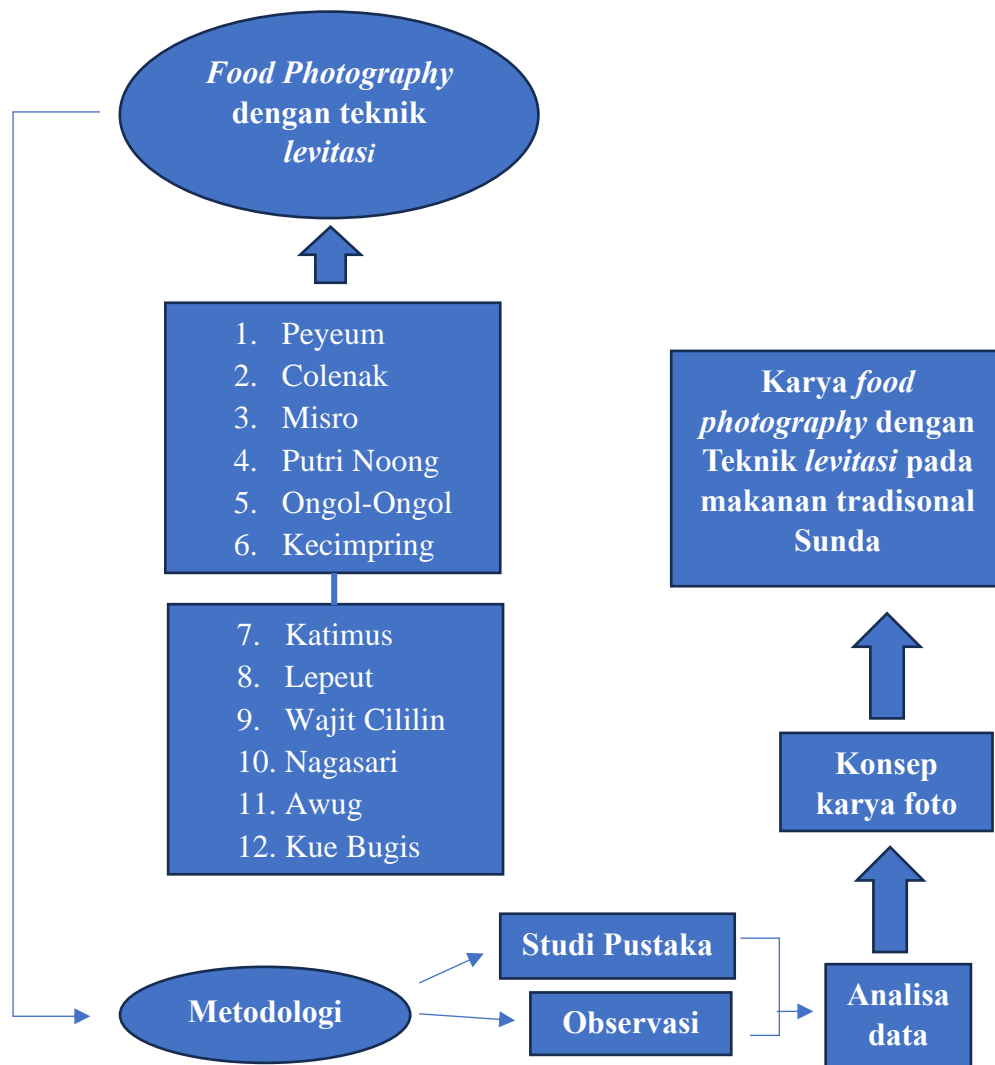 Food Photography
dengan teknik
levitasi
1. Peyeum
2. Colenak
3. Misro
4. Putri Noong
5. Ongol-Ongol
6. Kecimpring
7. Katimus
8. Lepeut
9. Wajit Cililin
10. Nagasari
11. Awug
12. Kue Bugis
Metodologi
Studi Pustaka
Observasi
Analisa
data
Konsep
karya foto
Karya food
photography dengan
Teknik levitasi pada
makanan tradisonal
Sunda